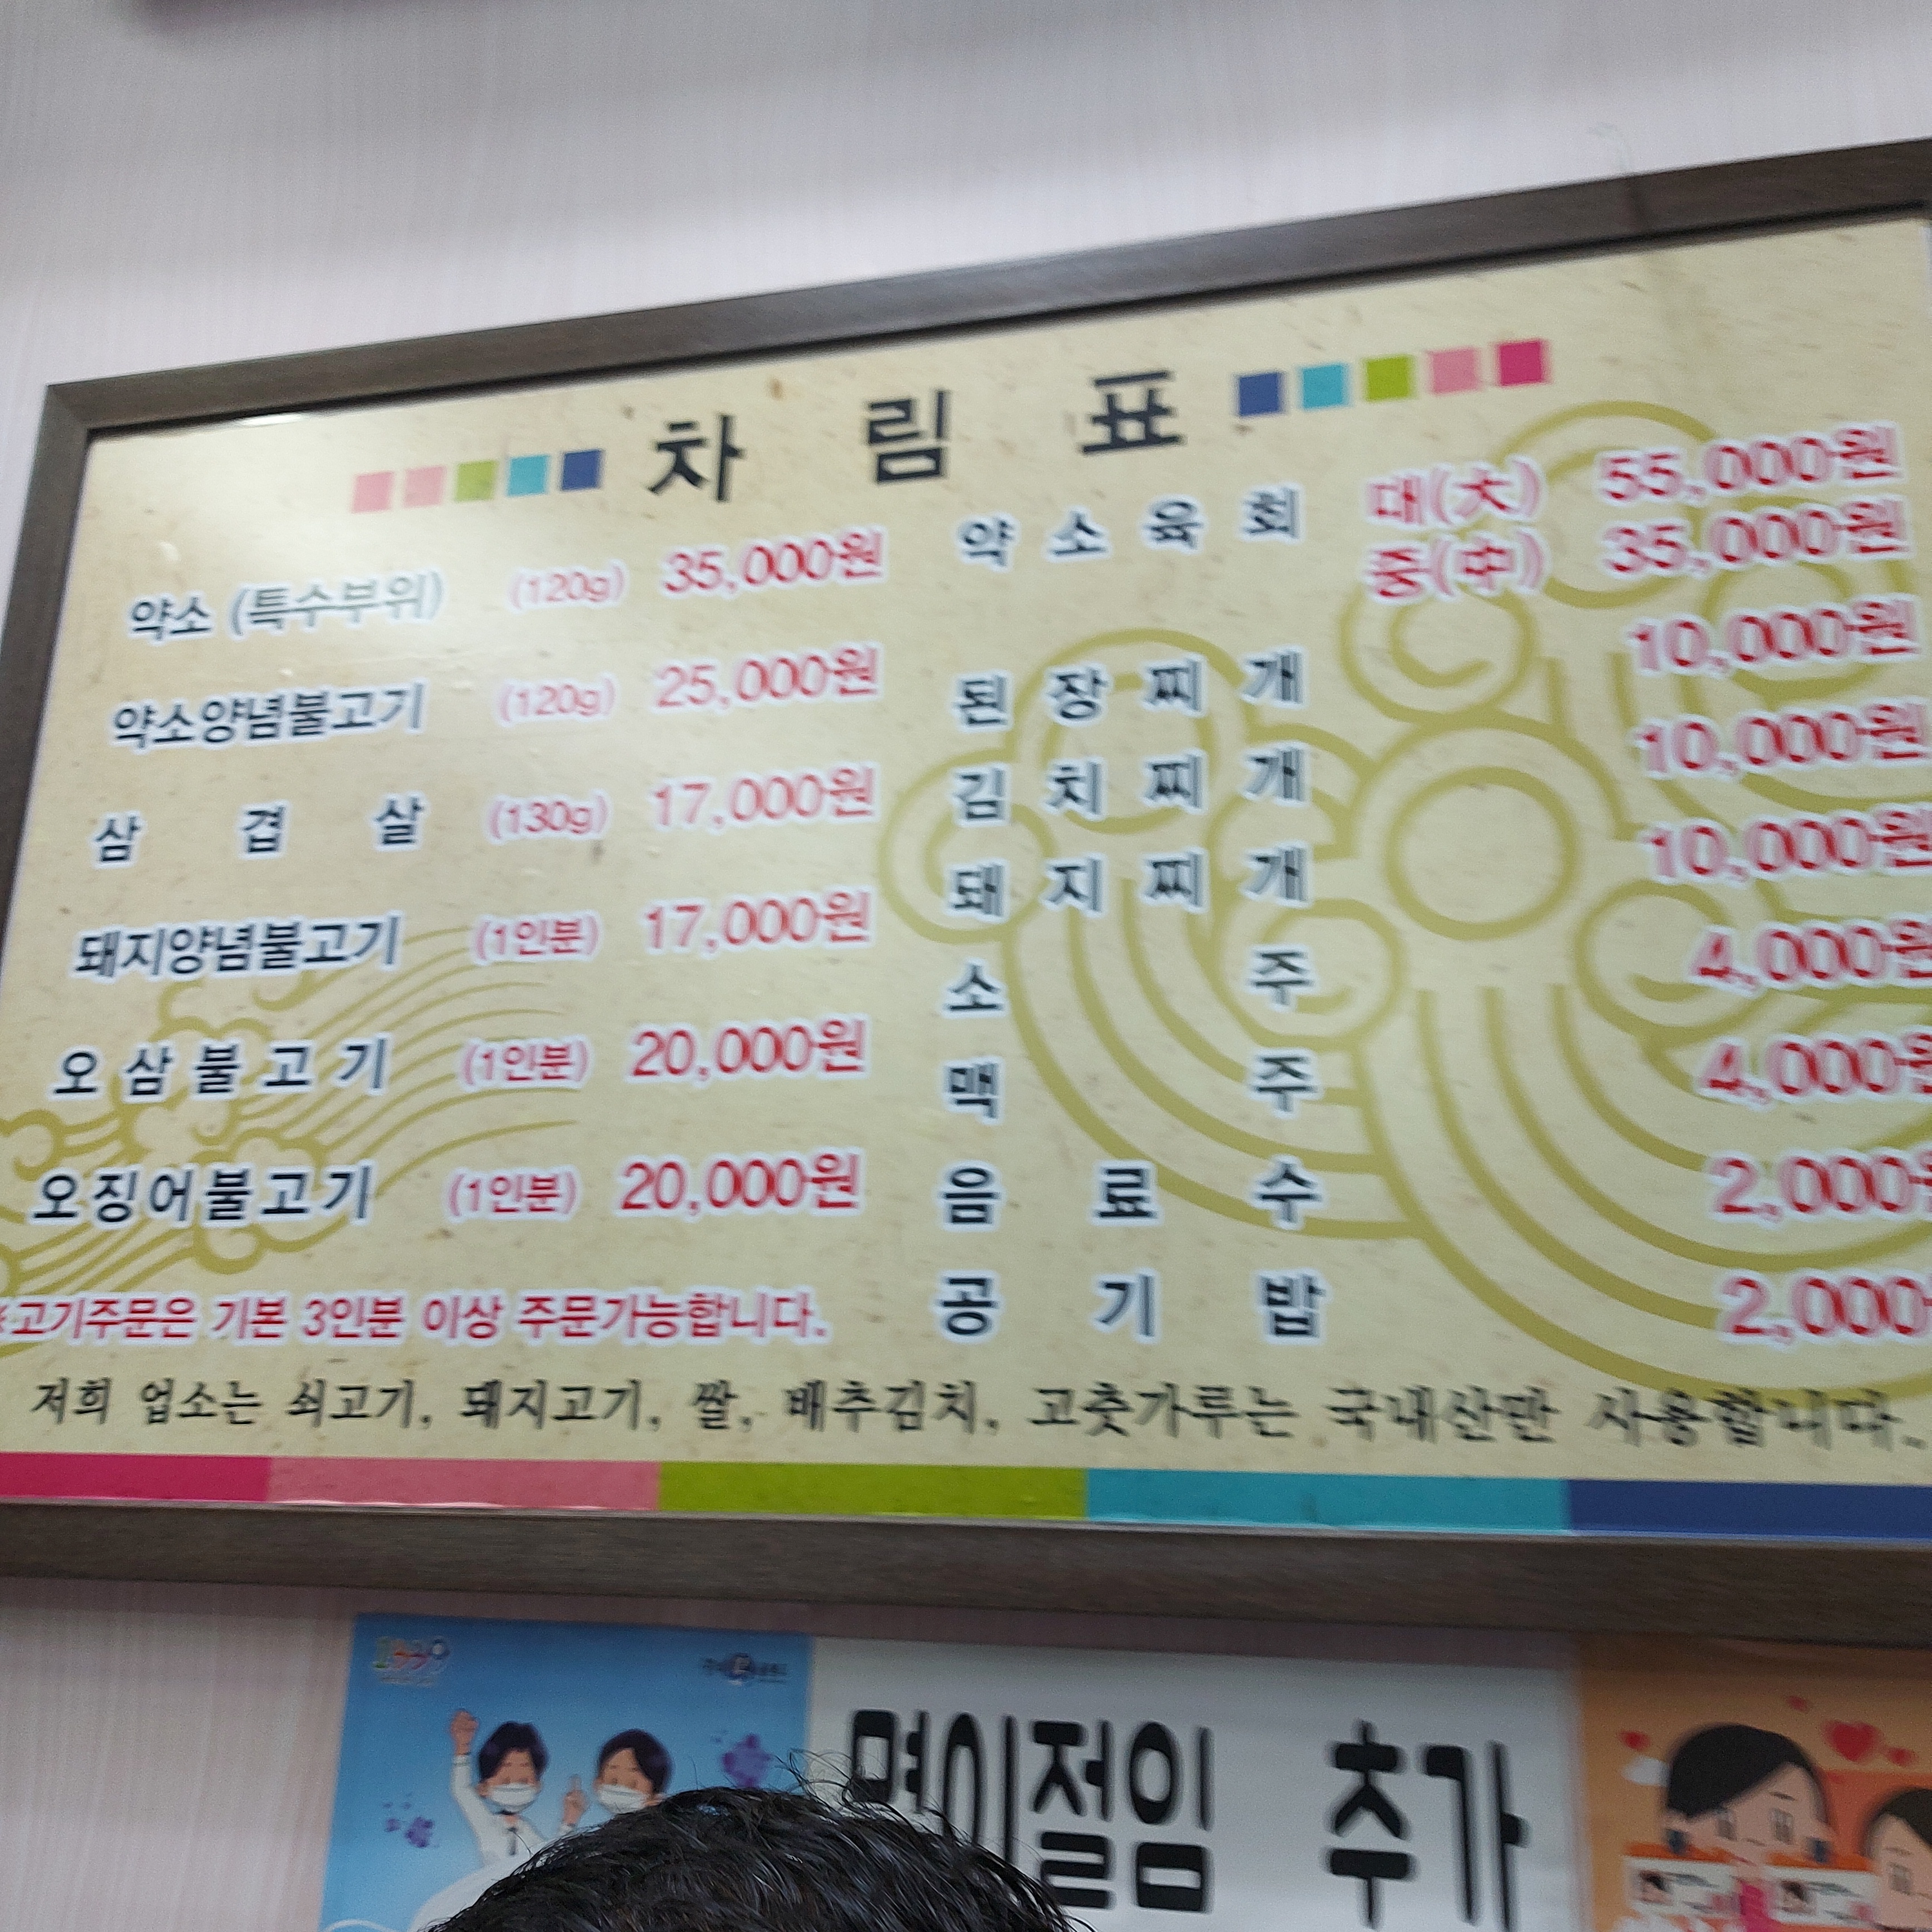 차림표
약소 (특수부위) (120g) 35,000원
약소양념불고기 (120g) 25,000원
삼겹살 (130g) 17,000원
돼지양념불고기 (1인분) 17,000원
오삼불고기 (1인분) 20,000원
오징어불고기 (1인분) 20,000원
※고기주문은 기본 3인분 이상 주문가능합니다.
약소육회 대(大) 55,000원
중(中) 35,000원
된장찌개 10,000원
김치찌개 10,000원
돼지찌개 10,000원
소주 4,000원
맥주 4,000원
음료수 2,000원
공기밥 2,000
저희 업소는 쇠고기, 돼지고기, 쌀, 배추김치, 고춧가루는 국내산만 사용합니다.
명이절임 추가